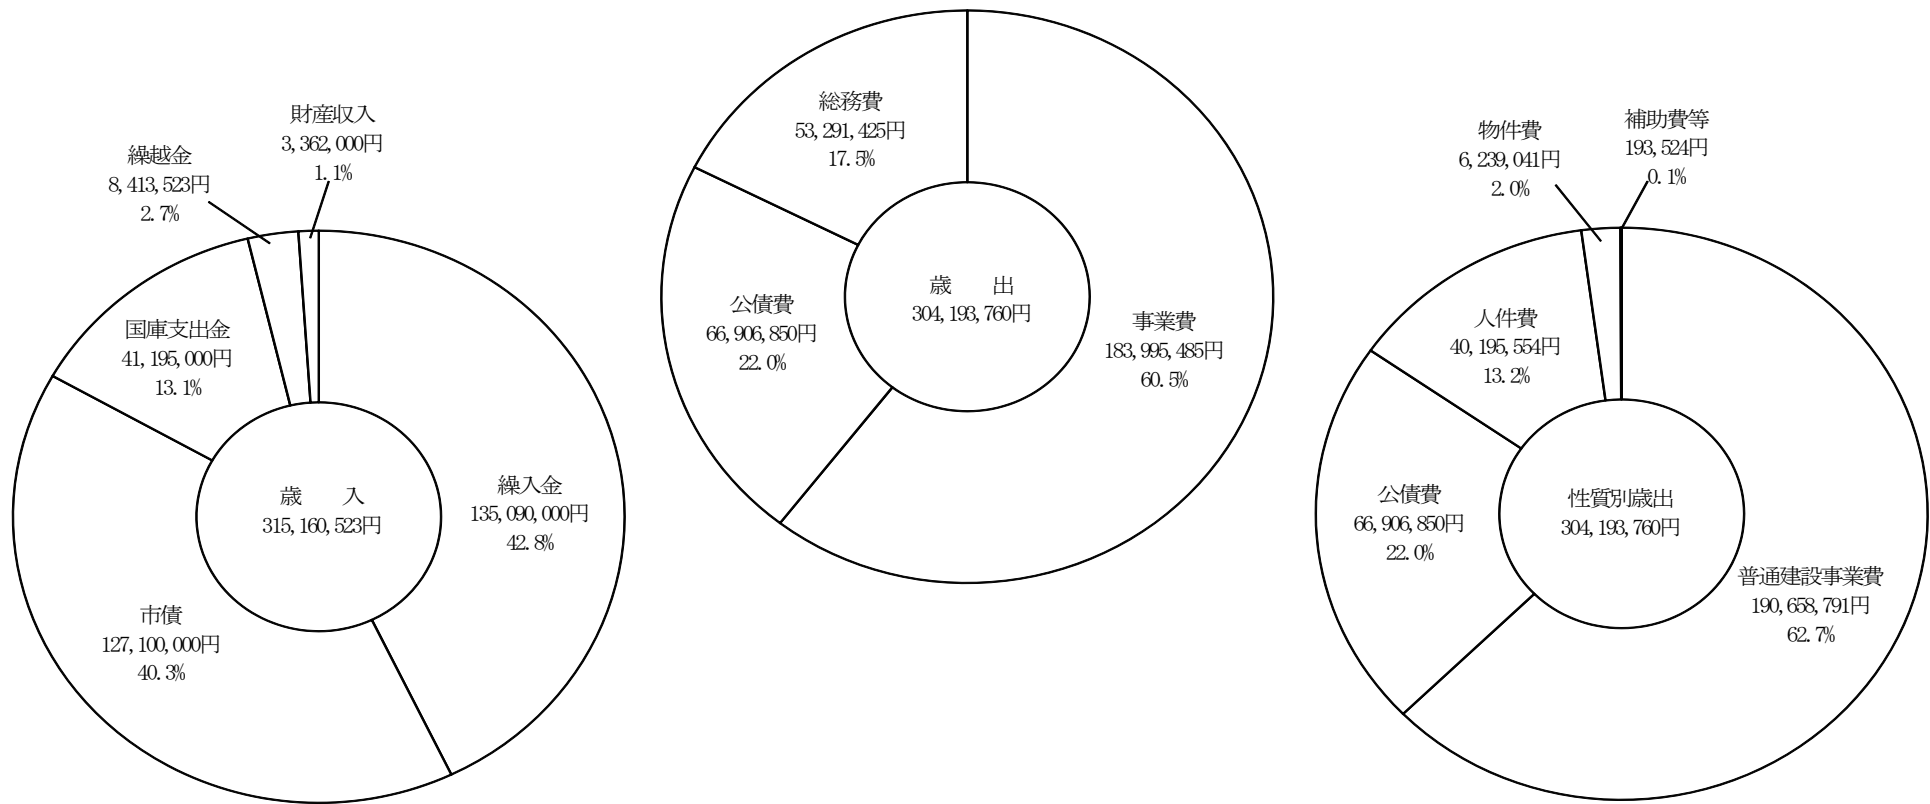 財産収入
3,362,000円
1.1%
繰越金
8,413,523円
2.7%
国庫支出金
41,195,000円
13.1%
歳　入
315,160,523円
繰入金
135,090,000円
42.8%
市債
127,100,000円
40.3%
総務費
53,291,425円
17.5%
公債費
66,906,850円
22.0%
歳　出
304,193,760円
事業費
183,995,485円
60.5%
物件費
6,239,041円
2.0%
補助費等
193,524円
0.1%
人件費
40,195,554円
13.2%
公債費
66,906,850円
22.0%
性質別歳出
304,193,760円
普通建設事業費
190,658,791円
62.7%